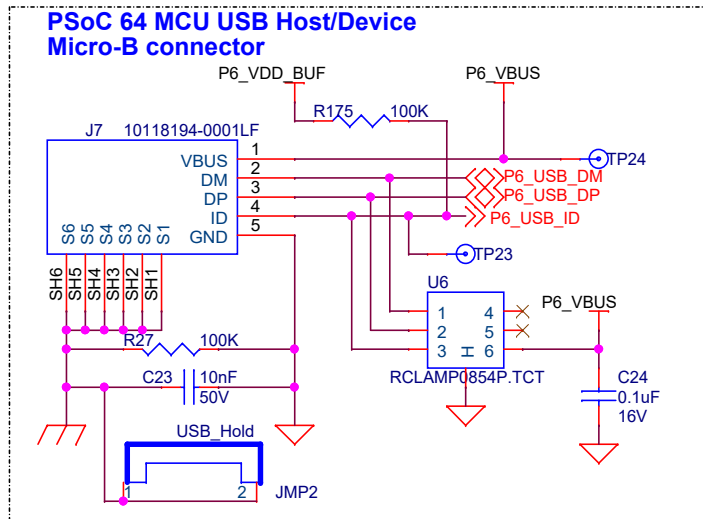 PSoC 64 MCU USB Host/Device
Micro-B connector
P6_VDD_BUF
P6_VBUS
R175
100K
J7
10118194-0001LF
VBUS
1
TP24
DM
2
P6_USB_DM
DP
3
P6_USB_DP
ID
4
P6_USB_ID
GND
5
S6
S5
S4
S3
S2
S1
SH6
SH5
SH4
SH3
SH2
SH1
TP23
U6
P6_VBUS
1
4
2
5
3
H
6
RCLAMP0854P.TCT
R27
100K
C23
10nF
50V
C24
0.1uF
16V
USB_Hold
1
2
JMP2